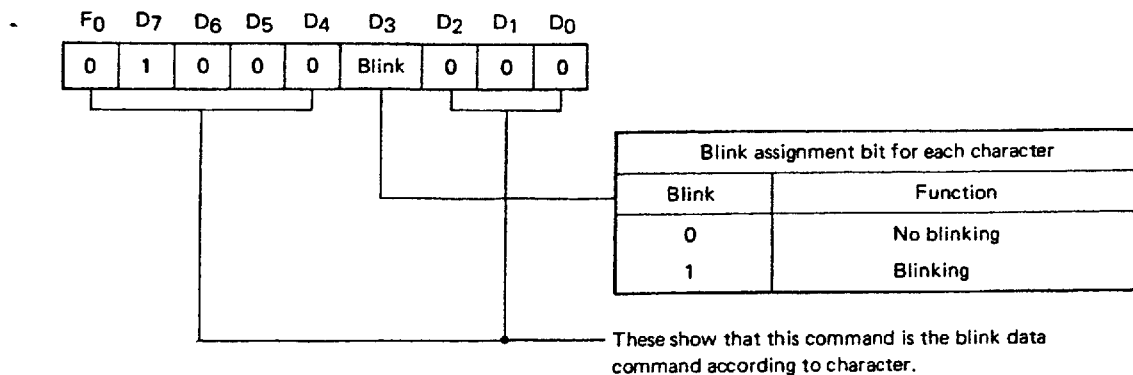 F0 D7 D6 D5 D4 D3 D2 D1 D0
0 1 0 0 0 Blink 0 0 0
Blink assignment bit for each character
Blink Function
0 No blinking
1 Blinking
These show that this command is the blink data
command according to character.